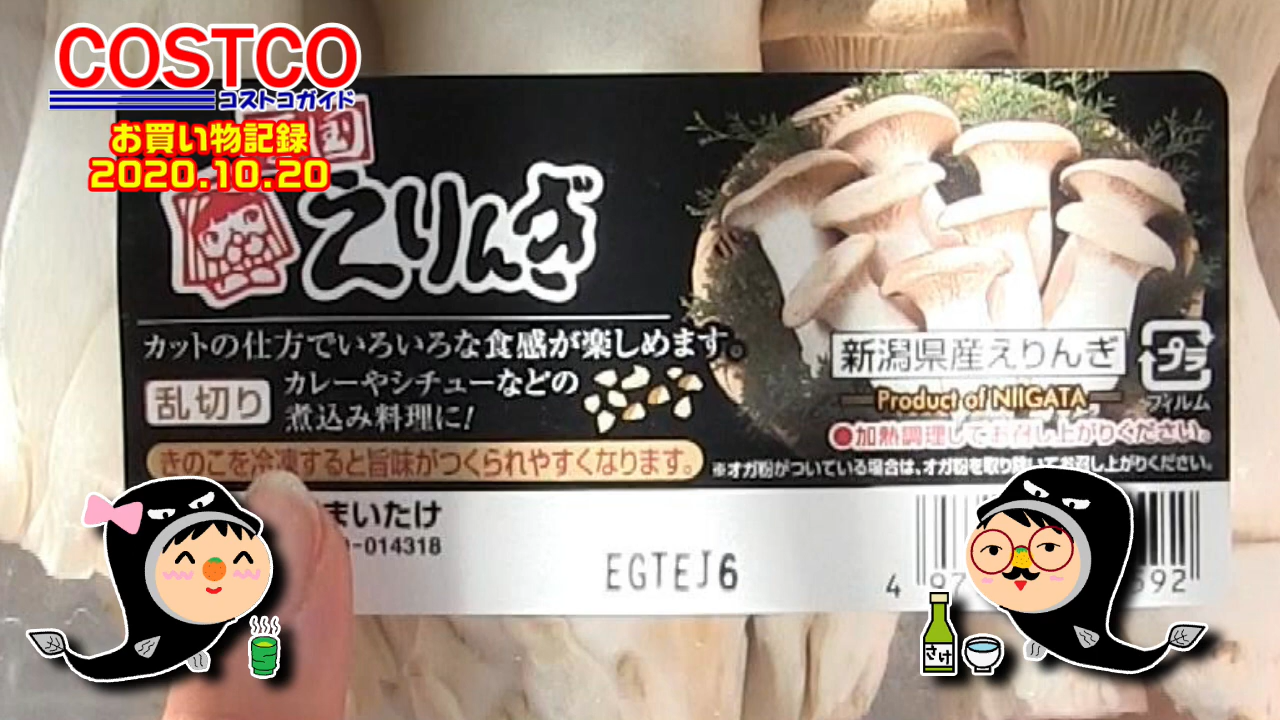 COSTCO
コストコガイド
お買い物記録
2020.10.20
国
えりんぎ
カットの仕方でいろいろな食感が楽しめます。
乱切り
カレーやシチューなどの
煮込み料理に!
きのこを冷凍すると旨味がつくられやすくなります。
新潟県産えりんぎ
Product of NIIGATA
プラ
フィルム
●加熱調理してお召し上がりください。
※オガ粉がついている場合は、オガ粉を取り除いてお召し上がりください。
まいたけ
-014318
EGTEJ6
4 97 592
さけ